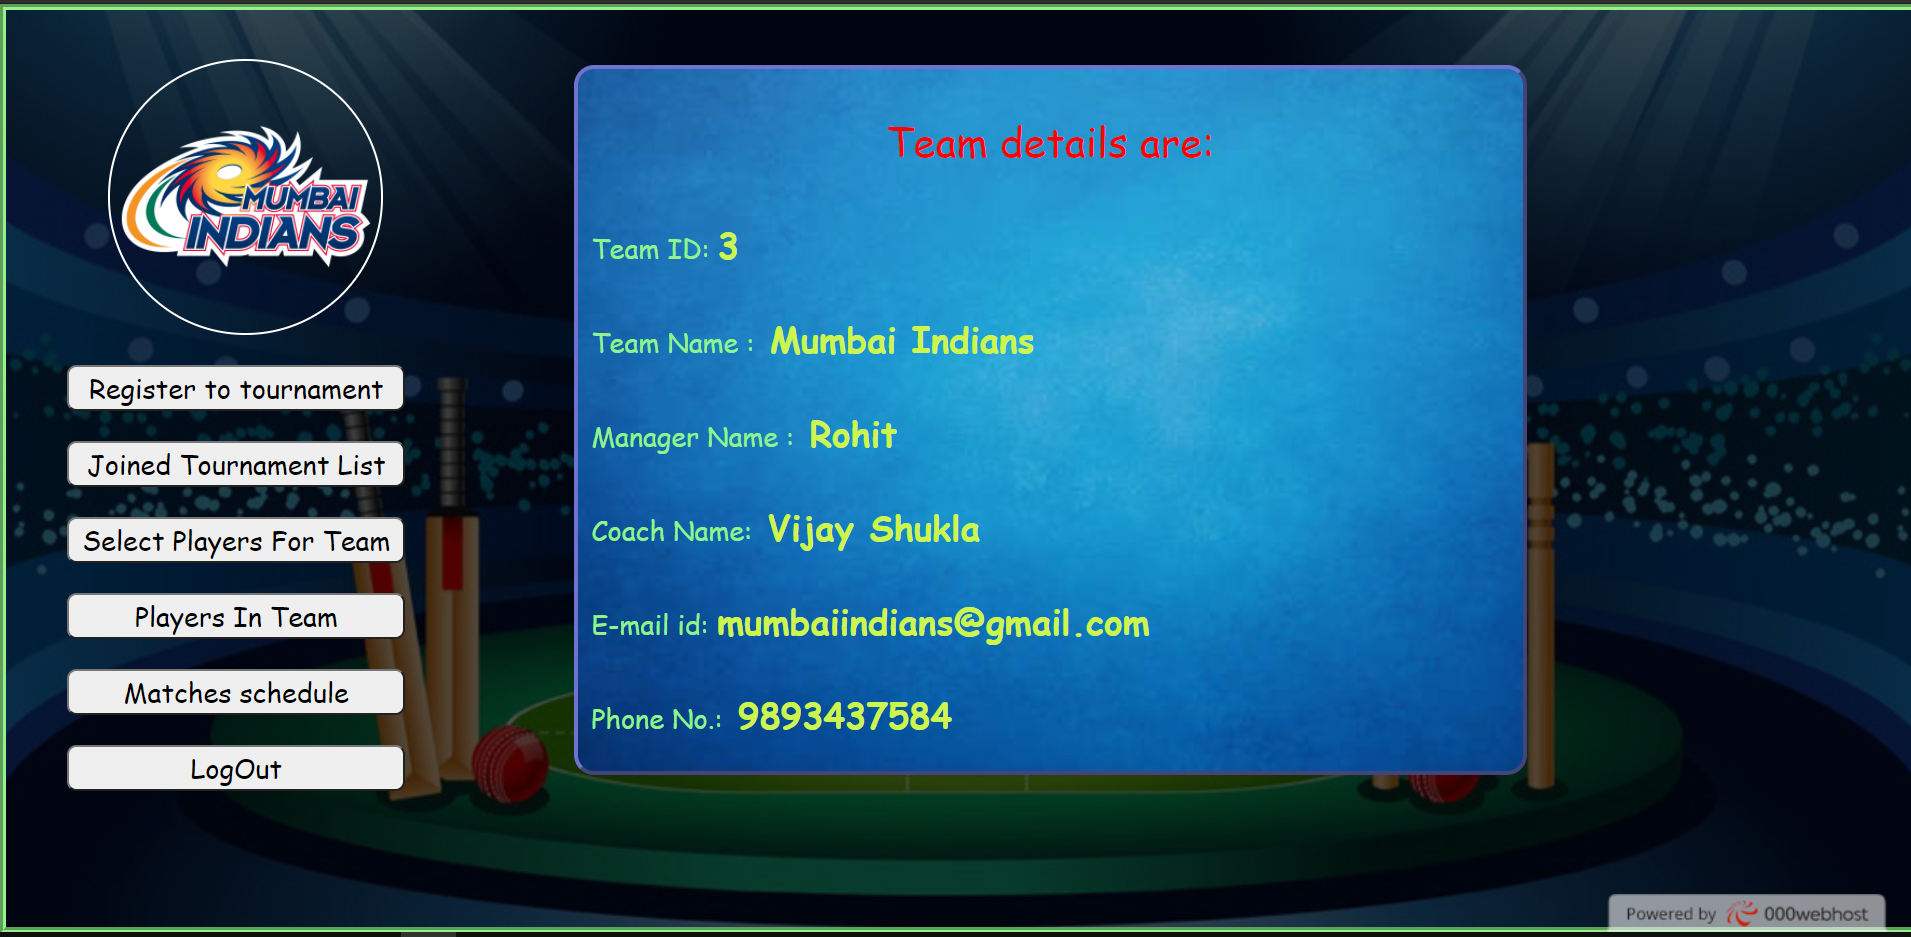 MUMBAI
INDIANS
Register to tournament
Joined Tournament List
Select Players For Team
Players In Team
Matches schedule
LogOut
Team details are:
Team ID: 3
Team Name : Mumbai Indians
Manager Name : Rohit
Coach Name: Vijay Shukla
E-mail id: mumbaiindians@gmail.com
Phone No.: 9893437584
Powered by 000webhost